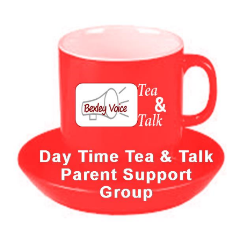 Bexley Voice
Tea
&
Talk
Day Time Tea & Talk
Parent Support
Group